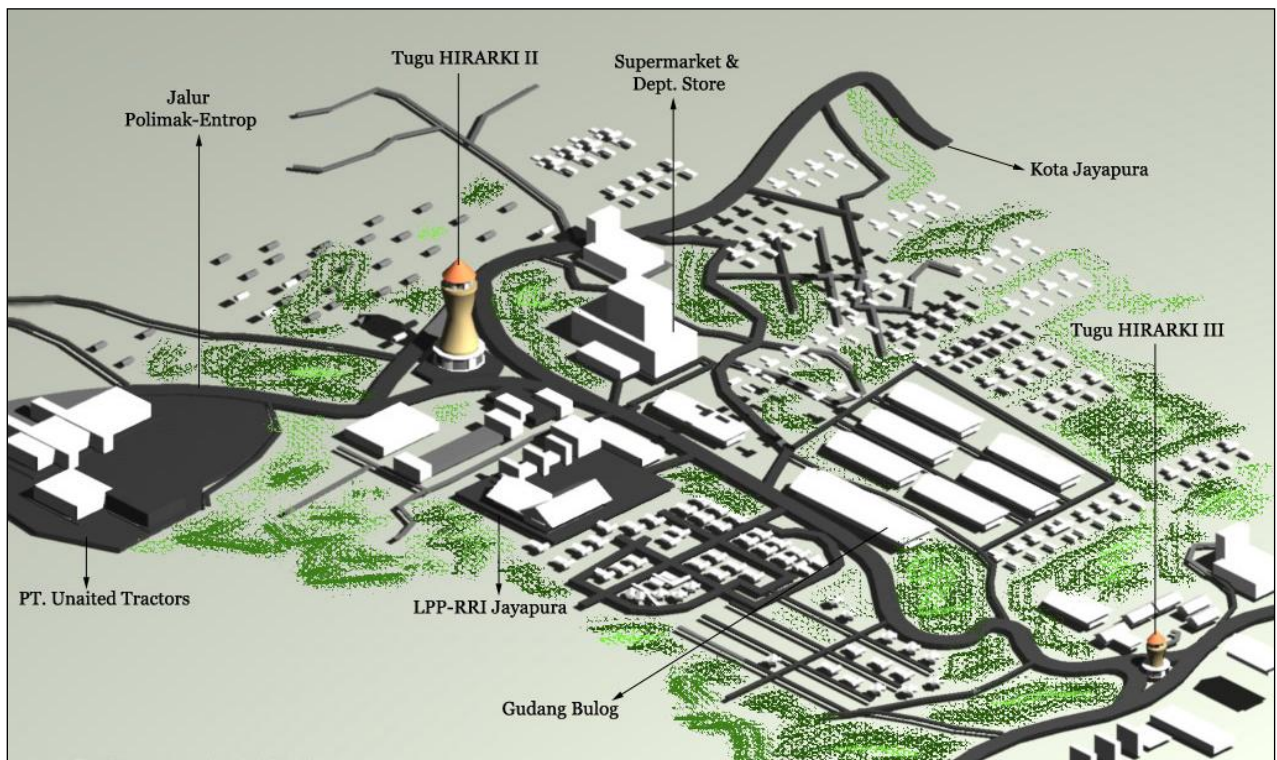 Tugu HIRARKI II
Supermarket &
Dept. Store
Jalur
Polimak-Entrop
Kota Jayapura
Tugu HIRARKI III
PT. Unaited Tractors
LPP-RRI Jayapura
Gudang Bulog